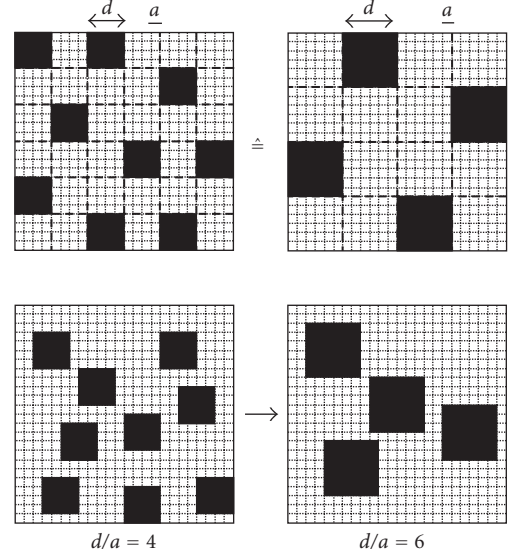 d a d a
≙
d/a = 4 d/a = 6